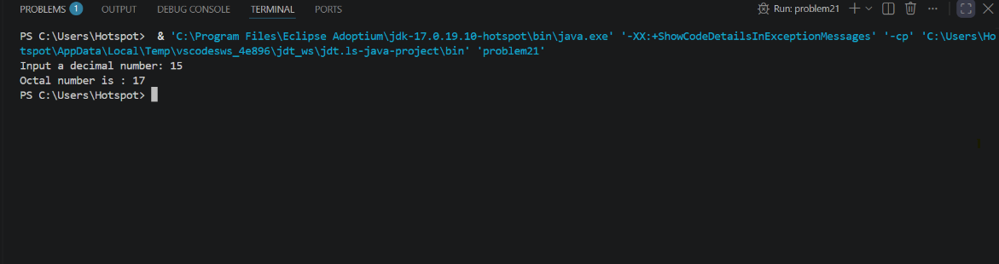 PROBLEMS 1 OUTPUT DEBUG CONSOLE TERMINAL PORTS Run: problem21
PS C:\Users\Hotspot>  & 'C:\Program Files\Eclipse Adoptium\jdk-17.0.19.10-hotspot\bin\java.exe' '-XX:+ShowCodeDetailsInExceptionMessages' '-cp' 'C:\Users\Ho
tspot\AppData\Local\Temp\vscodesws_4e896\jdt_ws\jdt.ls-java-project\bin' 'problem21'
Input a decimal number: 15
Octal number is : 17
PS C:\Users\Hotspot>